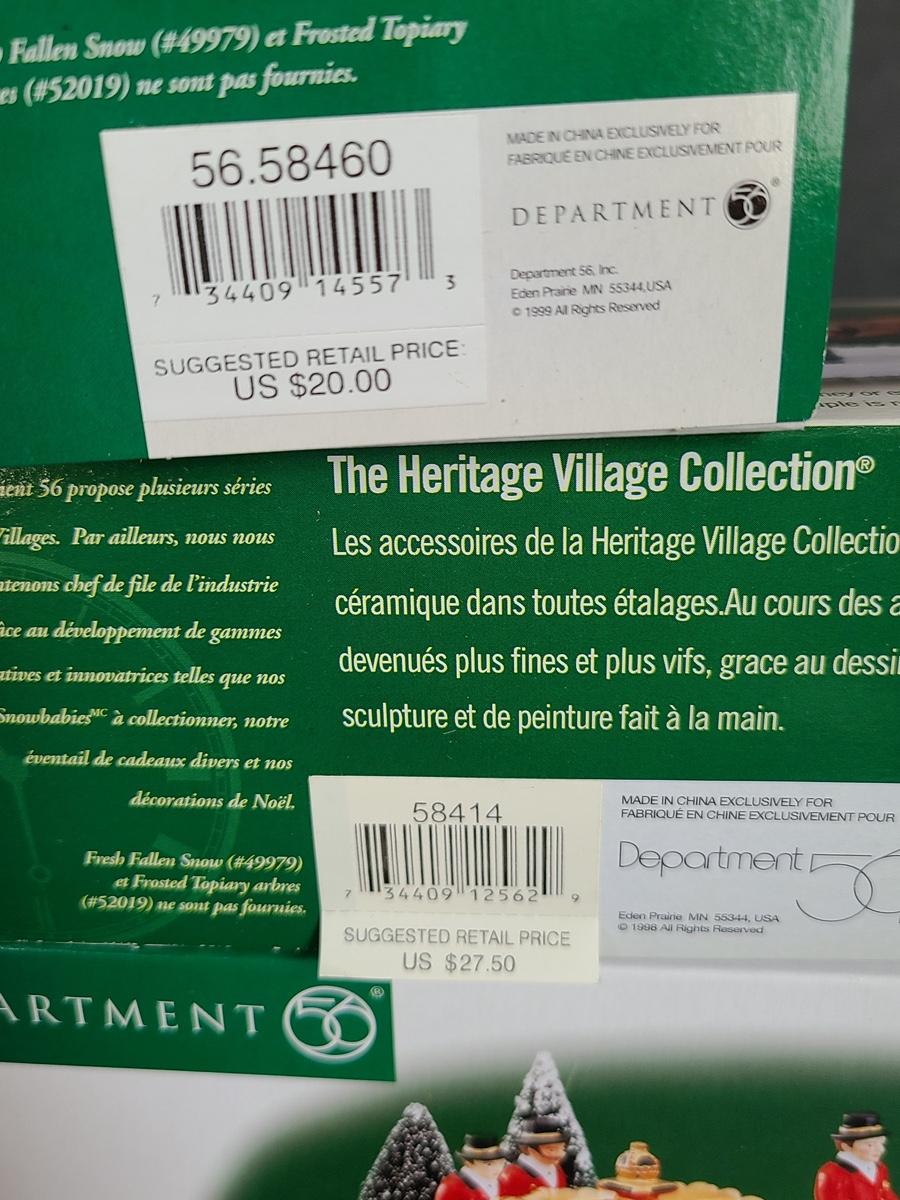 Fallen Snow (#49979) et Frosted Topiary
(#52019) ne sont pas fournies.
56.58460
7 34409 14557 3
SUGGESTED RETAIL PRICE:
US $20.00
MADE IN CHINA EXCLUSIVELY FOR
FABRIQUÉ EN CHINE EXCLUSIVEMENT POUR
DEPARTMENT 56®
Department 56, Inc.
Eden Prairie MN 55344,USA
© 1999 All Rights Reserved
56 propose plusieurs séries
Villages. Par ailleurs, nous nous
chef de file de l'industrie
au développement de gammes
et innovatrices telles que nos
Snowbabies MC à collectionner, notre
éventail de cadeaux divers et nos
décorations de Noël.
Fresh Fallen Snow (#49979)
et Frosted Topiary arbres
(#52019) ne sont pas fournies.
The Heritage Village Collection®
Les accessoires de la Heritage Village
céramique dans toutes étalages.Au cours des
devenués plus fines et plus vifs, grace au
sculpture et de peinture fait à la main.
58414
7 34409 12562 9
SUGGESTED RETAIL PRICE
US $27.50
MADE IN CHINA EXCLUSIVELY FOR
FABRIQUÉ EN CHINE EXCLUSIVEMENT POUR
Department 56
Eden Prairie MN 55344, USA
© 1998 All Rights Reserved
ARTMENT 56®